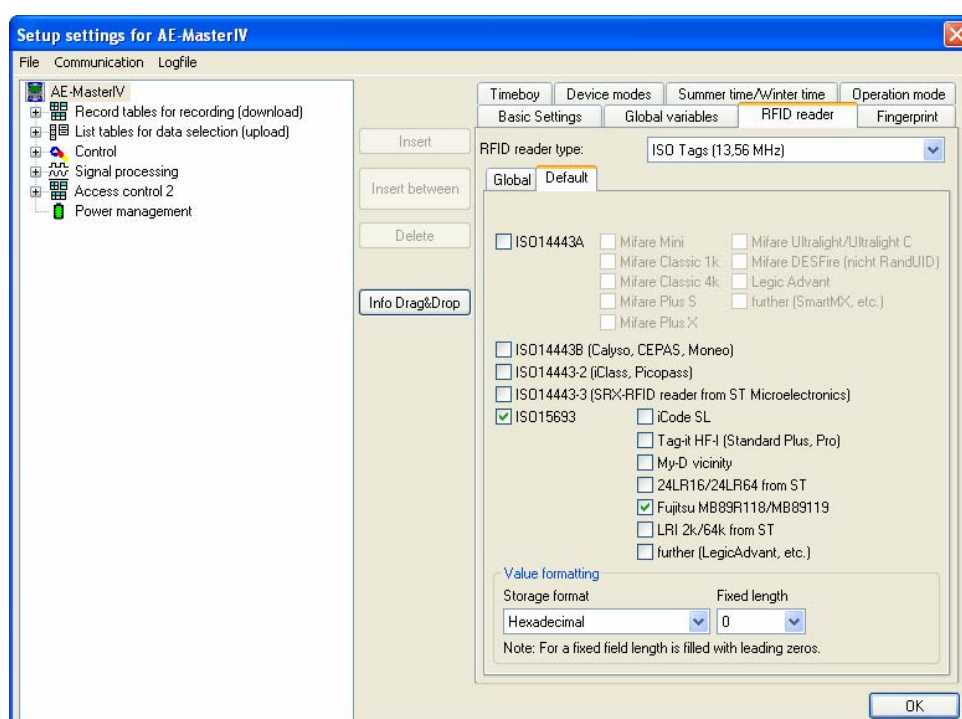 Setup settings for AE-MasterIV
File Communication Logfile
AE-MasterIV
Record tables for recording (download)
List tables for data selection (upload)
Control
Signal processing
Access control 2
Power management
Insert
Insert between
Delete
Info Drag&Drop
Timeboy Device modes Summer time/Winter time Operation mode
Basic Settings Global variables RFID reader Fingerprint
RFID reader type: ISO Tags (13,56 MHz)
Global Default
ISO14443A Mifare Mini Mifare Ultralight/Ultralight C
Mifare Classic 1k Mifare DESFire (nicht RandUID)
Mifare Classic 4k Legic Advant
Mifare Plus S further (SmartMX, etc.)
Mifare Plus X
ISO14443B (Calyso, CEPAS, Moneo)
ISO14443-2 (iClass, Picopass)
ISO14443-3 (SRX-RFID reader from ST Microelectronics)
ISO15693 iCode SL
Tag-it HF-I (Standard Plus, Pro)
My-D vicinity
24LR16/24LR64 from ST
Fujitsu MB89R118/MB89119
LRI 2k/64k from ST
further (LegicAdvant, etc.)
Value formatting
Storage format Fixed length
Hexadecimal 0
Note: For a fixed field length is filled with leading zeros.
OK